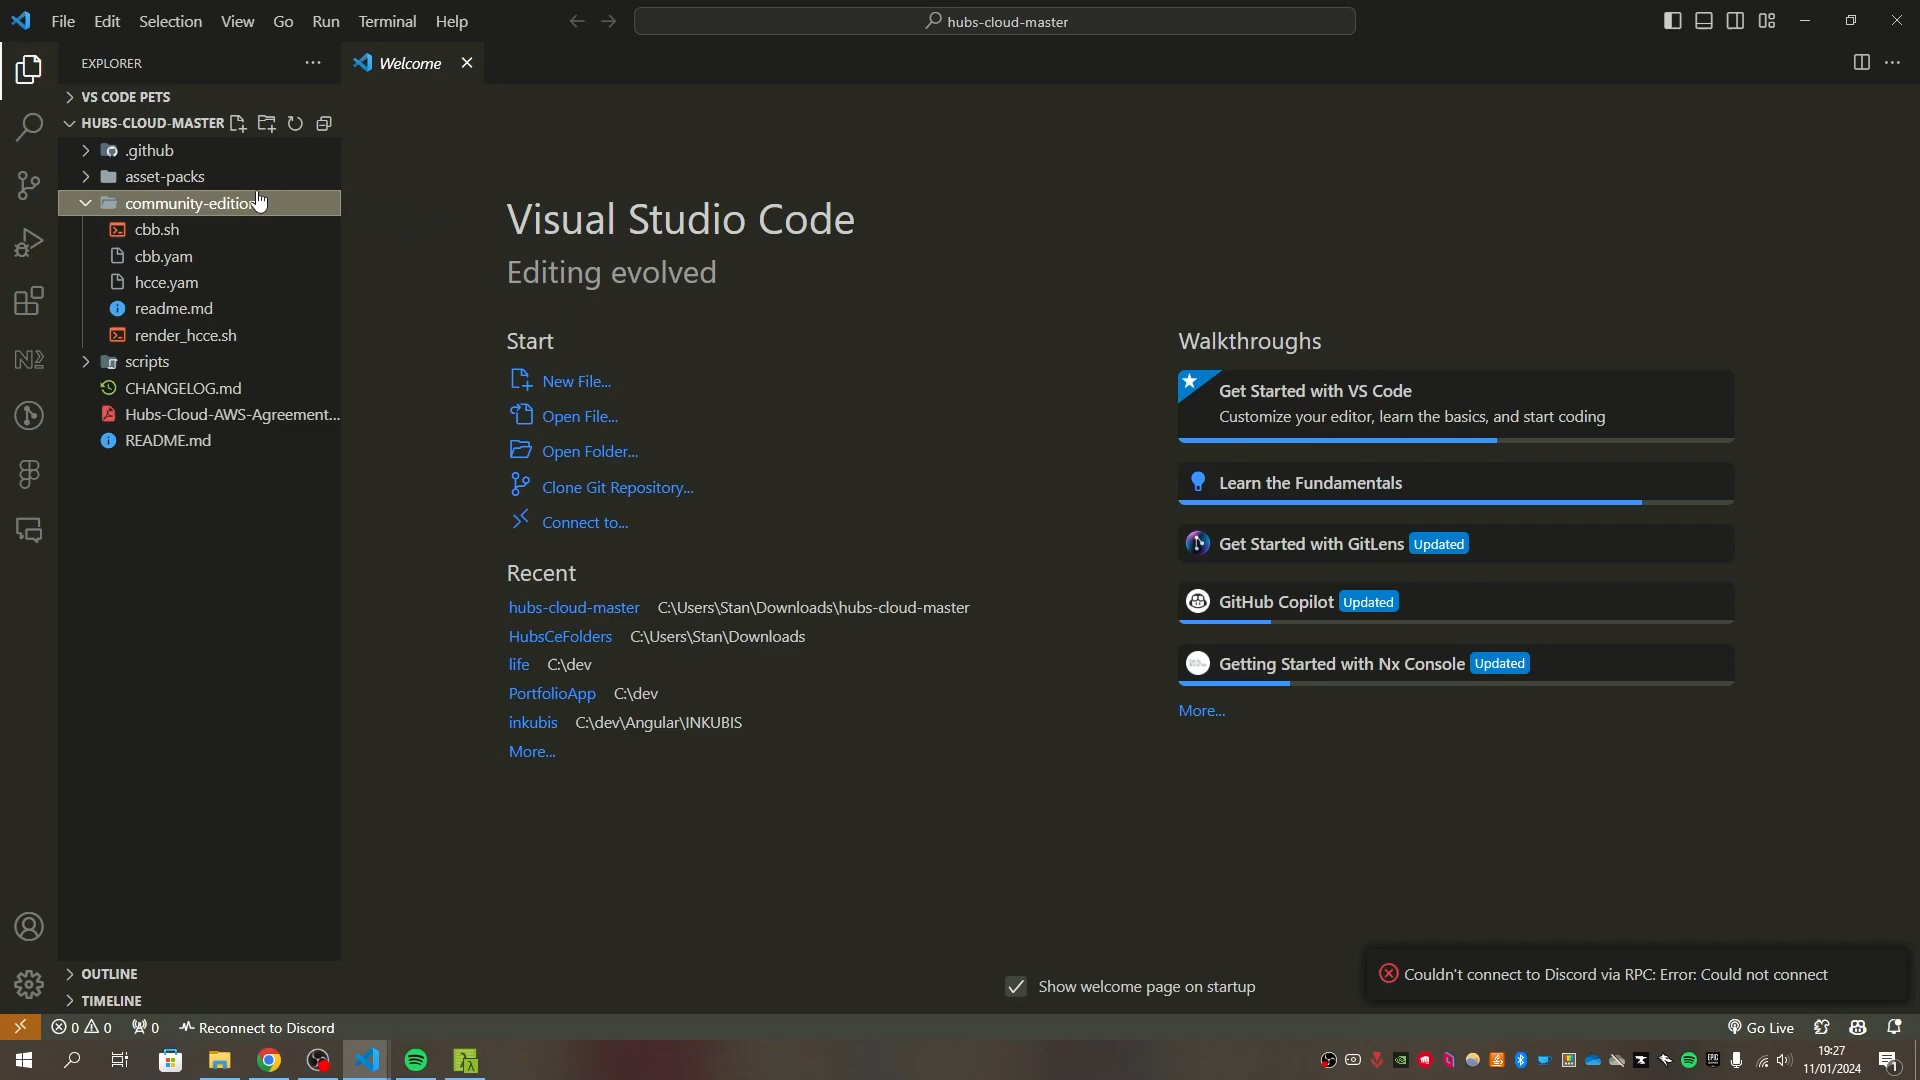 File Edit Selection View Go Run Terminal Help
hubs-cloud-master
EXPLORER
Welcome
VS CODE PETS
HUBS-CLOUD-MASTER
.github
asset-packs
community-edition
cbb.sh
cbb.yam
hcce.yam
readme.md
render_hcce.sh
scripts
CHANGELOG.md
Hubs-Cloud-AWS-Agreement...
README.md
OUTLINE
TIMELINE
Visual Studio Code
Editing evolved
Start
New File...
Open File...
Open Folder...
Clone Git Repository...
Connect to...
Recent
hubs-cloud-master C:\Users\Stan\Downloads\hubs-cloud-master
HubsCeFolders C:\Users\Stan\Downloads
life C:\dev
PortfolioApp C:\dev
inkubis C:\dev\Angular\INKUBIS
More...
Walkthroughs
Get Started with VS Code
Customize your editor, learn the basics, and start coding
Learn the Fundamentals
Get Started with GitLens Updated
GitHub Copilot Updated
Getting Started with Nx Console Updated
More...
Show welcome page on startup
Couldn't connect to Discord via RPC: Error: Could not connect
0 0 0 Reconnect to Discord
Go Live
19:27
11/01/2024
1